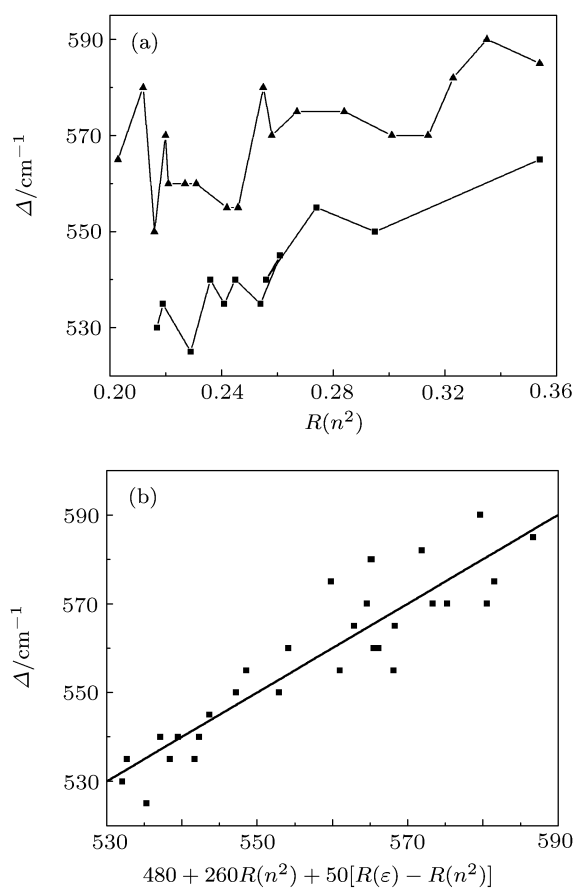 (a)
590
570
550
530
Δ/cm⁻¹
0.20 0.24 0.28 0.32 0.36
R(n²)
(b)
590
570
550
530
Δ/cm⁻¹
530 550 570 590
480 + 260R(n²) + 50[R(ε) − R(n²)]